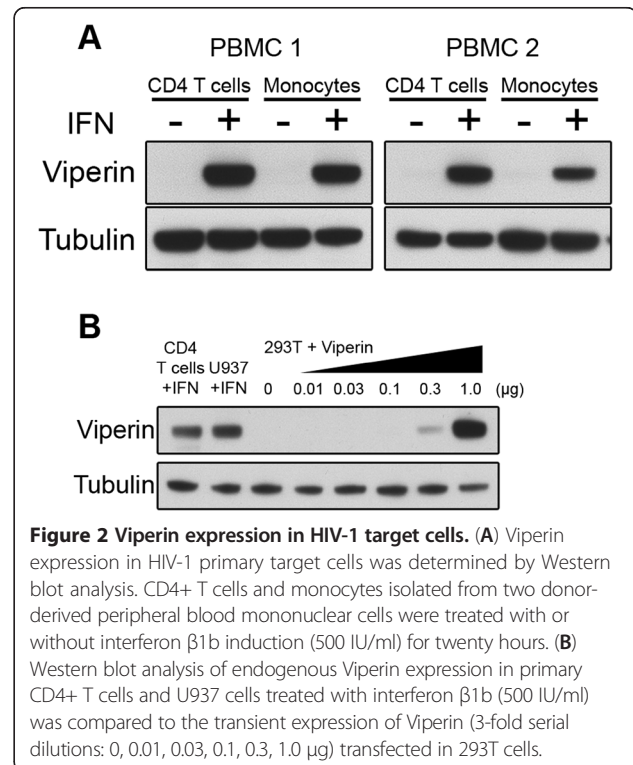 A
PBMC 1 PBMC 2
CD4 T cells Monocytes CD4 T cells Monocytes
IFN - + - + - + - +
Viperin
Tubulin
B
CD4 293T + Viperin
T cells U937
+IFN +IFN 0 0.01 0.03 0.1 0.3 1.0 (μg)
Viperin
Tubulin
Figure 2 Viperin expression in HIV-1 target cells. (A) Viperin
expression in HIV-1 primary target cells was determined by Western
blot analysis. CD4+ T cells and monocytes isolated from two donor-
derived peripheral blood mononuclear cells were treated with or
without interferon β1b induction (500 IU/ml) for twenty hours. (B)
Western blot analysis of endogenous Viperin expression in primary
CD4+ T cells and U937 cells treated with interferon β1b (500 IU/ml)
was compared to the transient expression of Viperin (3-fold serial
dilutions: 0, 0.01, 0.03, 0.1, 0.3, 1.0 μg) transfected in 293T cells.